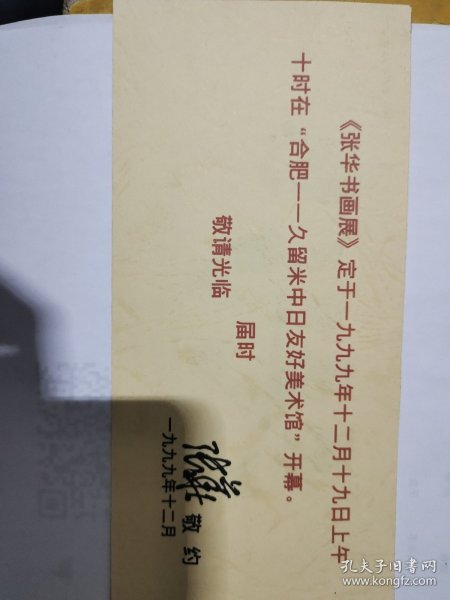 《张华书画展》定于一九九九年十二月十九日上午
十时在“合肥——久留米中日友好美术馆”开幕。
届时
敬请光临
张华 敬约
一九九九年十二月
孔夫子旧书网
www.kongfz.com